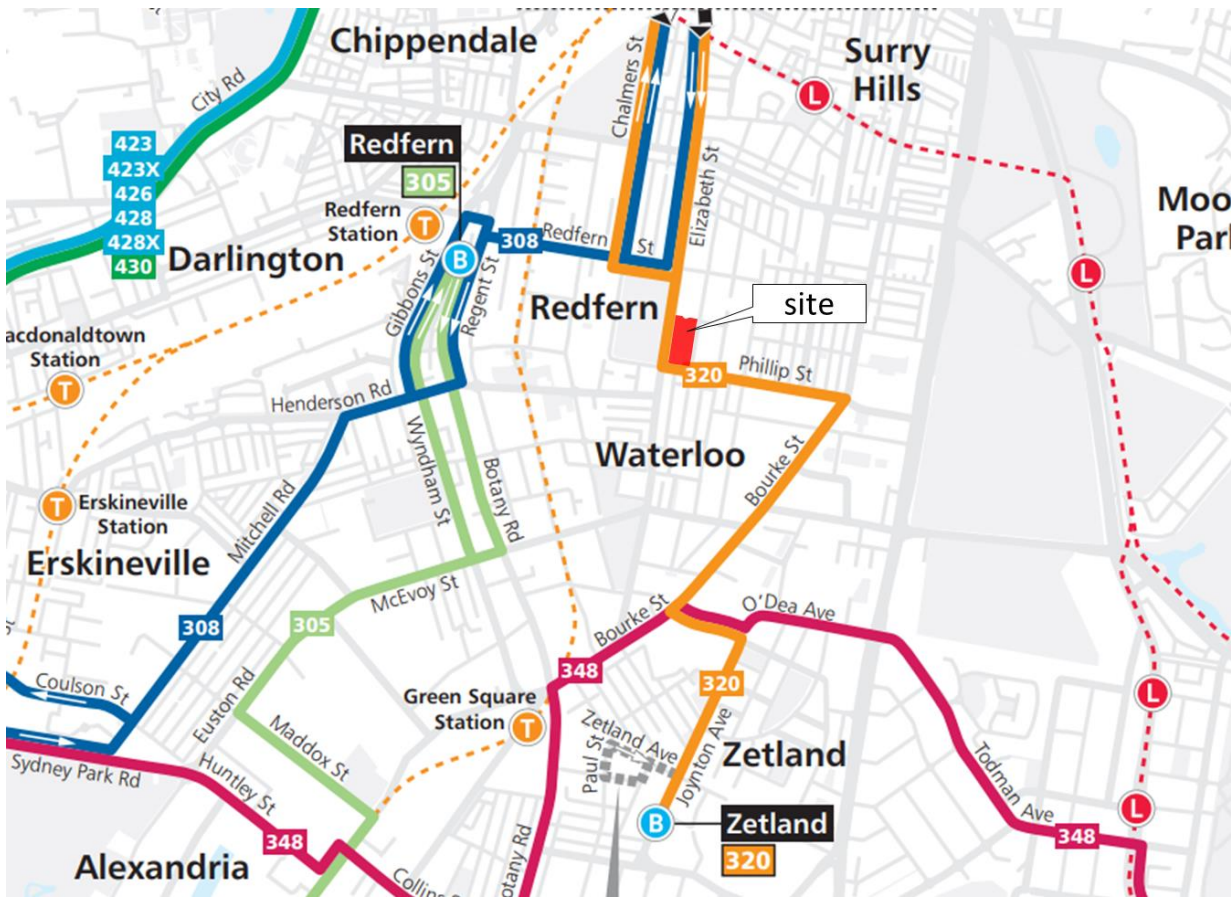 Chippendale
Surry
Hills
City Rd
Chalmers St
Elizabeth St
423
423X
426
428
428X
430
Redfern
305
Redfern
Station
T
Darlington
308
Redfern
St
B
L
L
Gibbons St
Regent St
Redfern
site
acdonaldtown
Station
T
Henderson Rd
320
Phillip St
Wyndham St
Botany Rd
Waterloo
Bourke St
T
Erskineville
Station
Erskineville
Mitchell Rd
McEvoy St
308
305
Bourke St
O'Dea Ave
348
320
Coulson St
Euston Rd
Green Square
Station
T
L
Zetland Ave
Paul St
Joynton Ave
Zetland
Maddox St
Sydney Park Rd
Huntley St
Todman Ave
L
B
Zetland
320
348
348
Alexandria